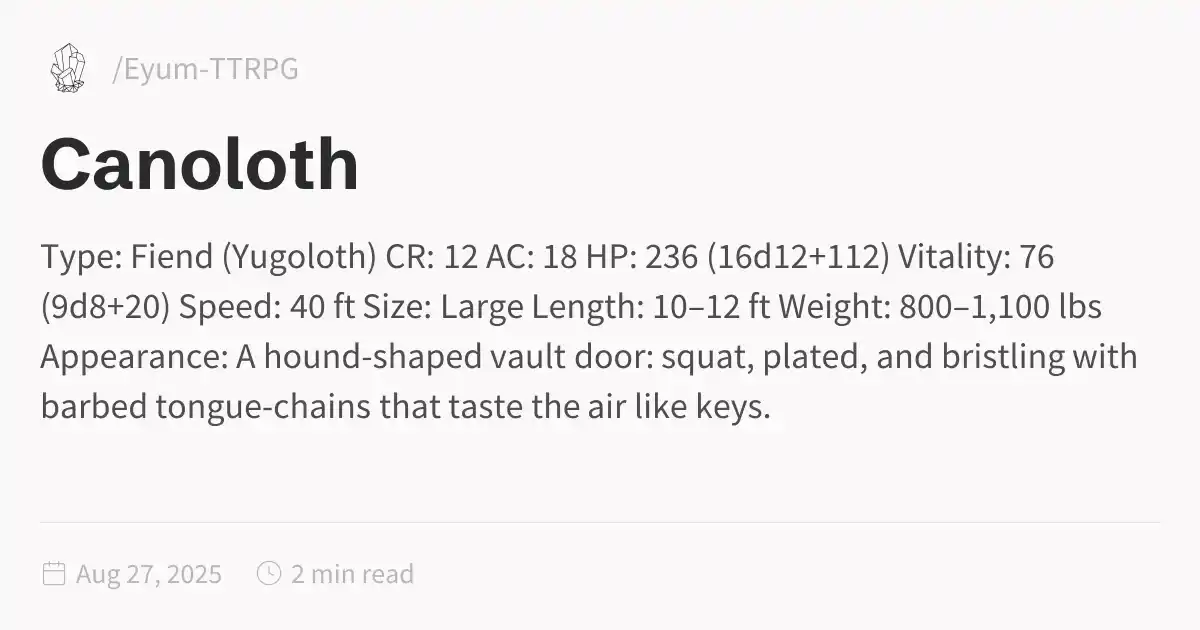 /Eyum-TTRPG
Canoloth
Type: Fiend (Yugoloth) CR: 12 AC: 18 HP: 236 (16d12+112) Vitality: 76
(9d8+20) Speed: 40 ft Size: Large Length: 10–12 ft Weight: 800–1,100 lbs
Appearance: A hound-shaped vault door: squat, plated, and bristling with
barbed tongue-chains that taste the air like keys.
Aug 27, 2025 2 min read